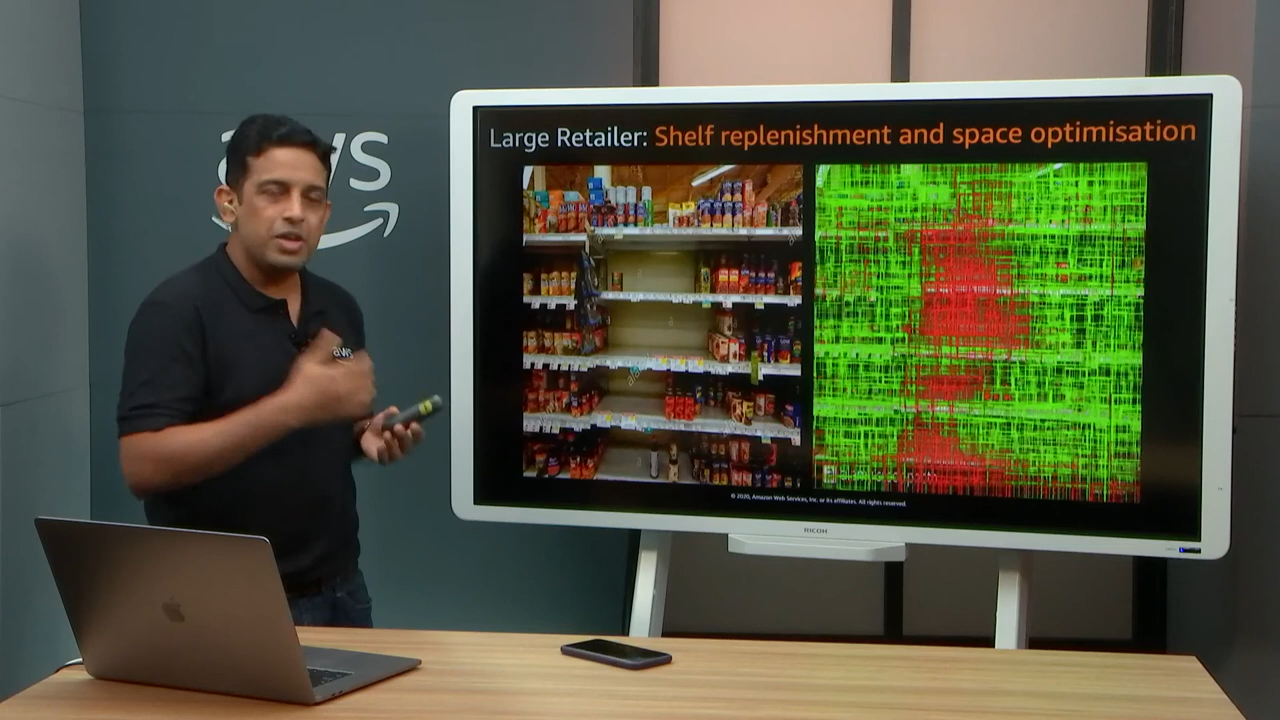 aws
aws
Large Retailer: Shelf replenishment and space optimisation
© 2020, Amazon Web Services, Inc. or its affiliates. All rights reserved.
RICOH